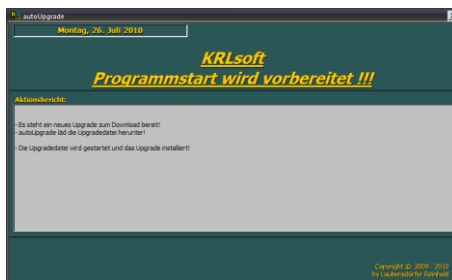 autoUpgrade
Montag, 26. Juli 2010
KRLsoft
Programmstart wird vorbereitet !!!
Aktionsbericht:
- Es steht ein neues Upgrade zum Download bereit!
- autoUpgrade läd die Upgradedatei herunter!
- Die Upgradedatei wird gestartet und das Upgrade installiert!
Copyright © 2009 - 2010
by Laubensdörfer Reinhold